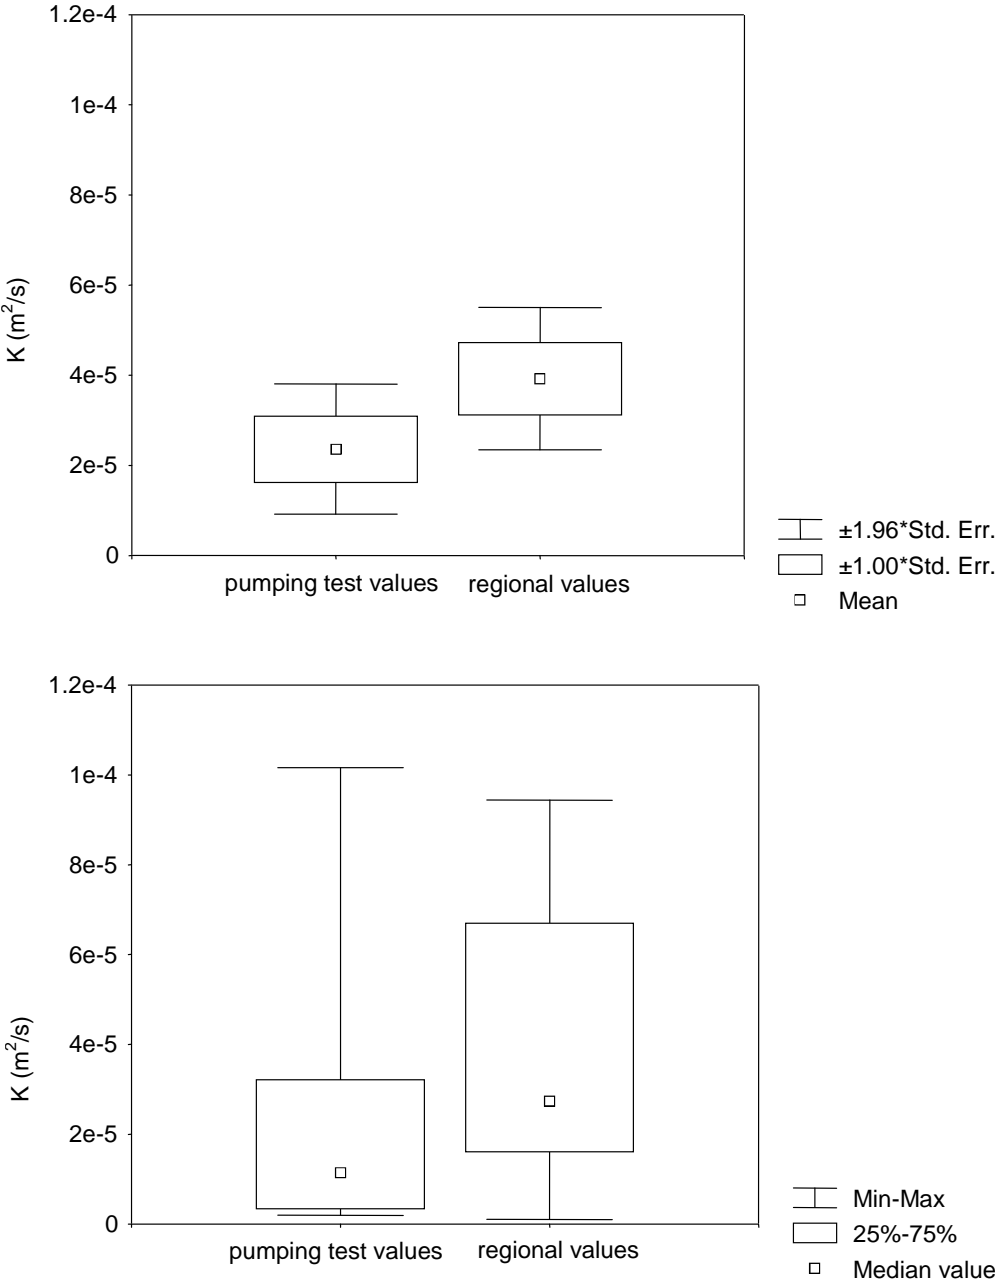 1.2e-4
1e-4
8e-5
6e-5
4e-5
2e-5
0
K (m²/s)
pumping test values
regional values
±1.96*Std. Err.
±1.00*Std. Err.
Mean
1.2e-4
1e-4
8e-5
6e-5
4e-5
2e-5
0
K (m²/s)
pumping test values
regional values
Min-Max
25%-75%
Median value